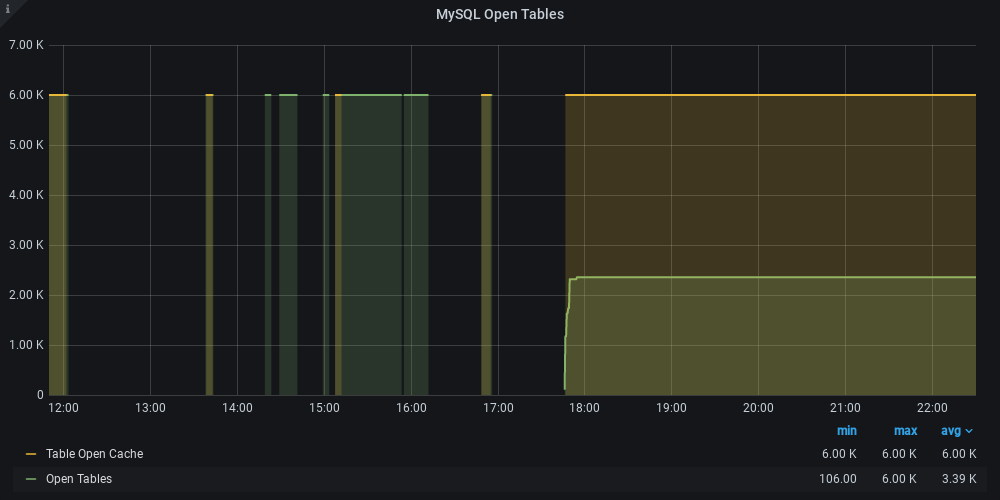 i
MySQL Open Tables
7.00 K
6.00 K
5.00 K
4.00 K
3.00 K
2.00 K
1.00 K
0
12:00 13:00 14:00 15:00 16:00 17:00 18:00 19:00 20:00 21:00 22:00
min max avg
Table Open Cache 6.00 K 6.00 K 6.00 K
Open Tables 106.00 6.00 K 3.39 K